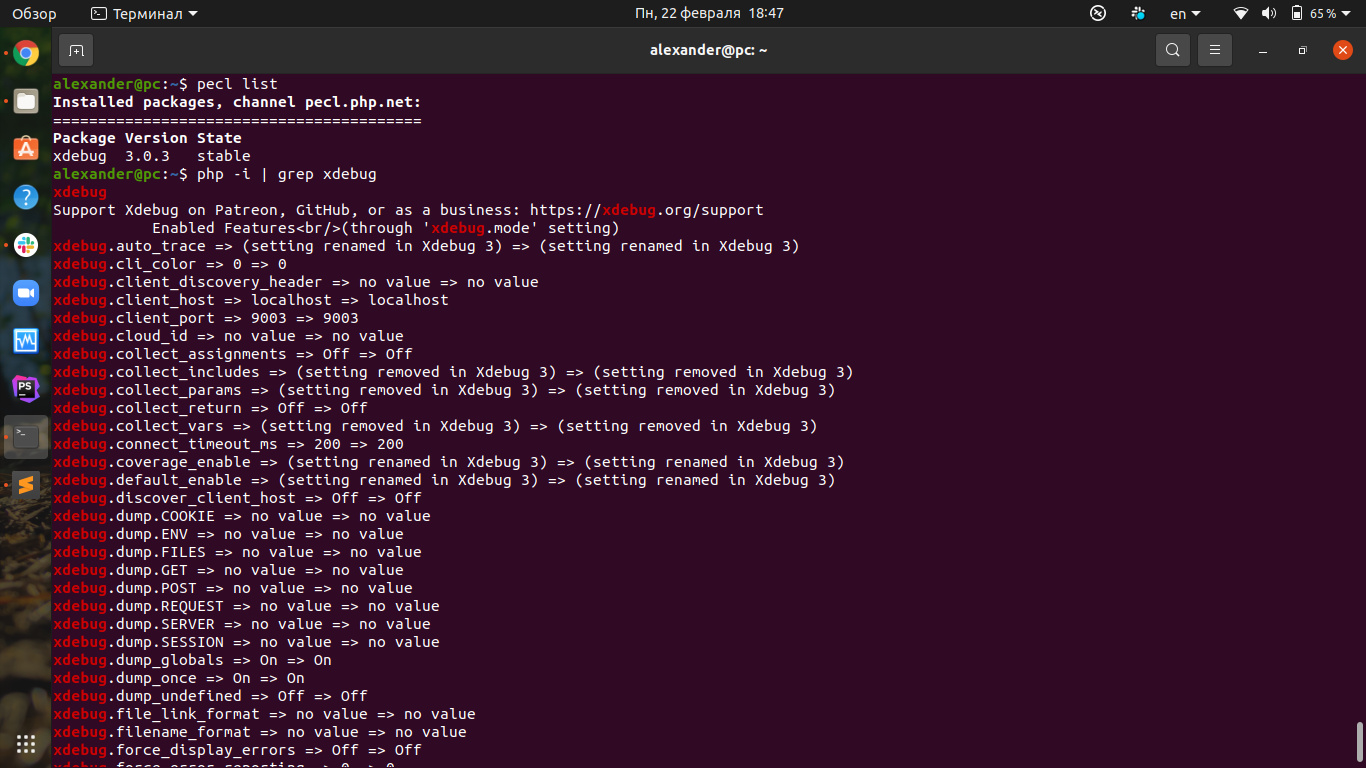 Обзор
Терминал
Пн, 22 февраля 18:47
en
65 %
alexander@pc: ~
alexander@pc:~$ pecl list
Installed packages, channel pecl.php.net:
=========================================
Package Version State
xdebug  3.0.3   stable
alexander@pc:~$ php -i | grep xdebug
xdebug
Support Xdebug on Patreon, GitHub, or as a business: https://xdebug.org/support
           Enabled Features<br/>(through 'xdebug.mode' setting)
xdebug.auto_trace => (setting renamed in Xdebug 3) => (setting renamed in Xdebug 3)
xdebug.cli_color => 0 => 0
xdebug.client_discovery_header => no value => no value
xdebug.client_host => localhost => localhost
xdebug.client_port => 9003 => 9003
xdebug.cloud_id => no value => no value
xdebug.collect_assignments => Off => Off
xdebug.collect_includes => (setting removed in Xdebug 3) => (setting removed in Xdebug 3)
xdebug.collect_params => (setting removed in Xdebug 3) => (setting removed in Xdebug 3)
xdebug.collect_return => Off => Off
xdebug.collect_vars => (setting removed in Xdebug 3) => (setting removed in Xdebug 3)
xdebug.connect_timeout_ms => 200 => 200
xdebug.coverage_enable => (setting renamed in Xdebug 3) => (setting renamed in Xdebug 3)
xdebug.default_enable => (setting renamed in Xdebug 3) => (setting renamed in Xdebug 3)
xdebug.discover_client_host => Off => Off
xdebug.dump.COOKIE => no value => no value
xdebug.dump.ENV => no value => no value
xdebug.dump.FILES => no value => no value
xdebug.dump.GET => no value => no value
xdebug.dump.POST => no value => no value
xdebug.dump.REQUEST => no value => no value
xdebug.dump.SERVER => no value => no value
xdebug.dump.SESSION => no value => no value
xdebug.dump_globals => On => On
xdebug.dump_once => On => On
xdebug.dump_undefined => Off => Off
xdebug.file_link_format => no value => no value
xdebug.filename_format => no value => no value
xdebug.force_display_errors => Off => Off
xdebug.force_error_reporting => 0 => 0
PS